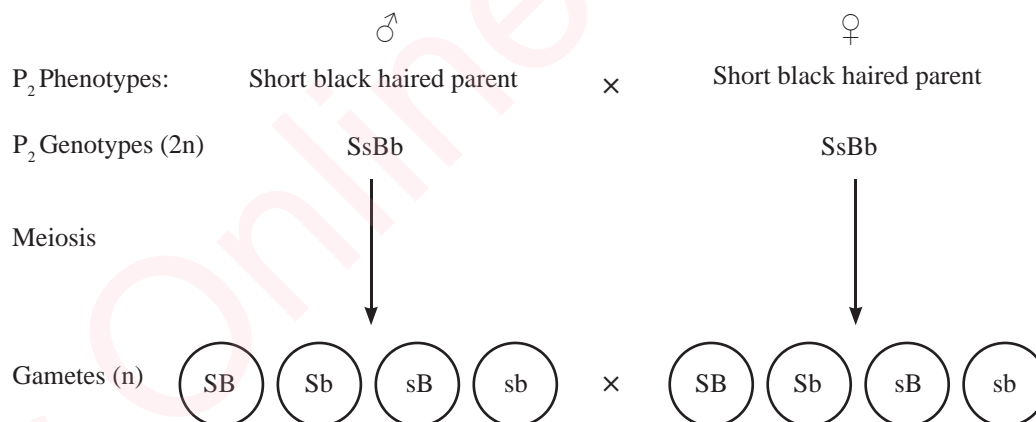 ♂ ♀
P₂ Phenotypes: Short black haired parent × Short black haired parent
P₂ Genotypes (2n) SsBb SsBb
Meiosis
Gametes (n) SB Sb sB sb × SB Sb sB sb
Online